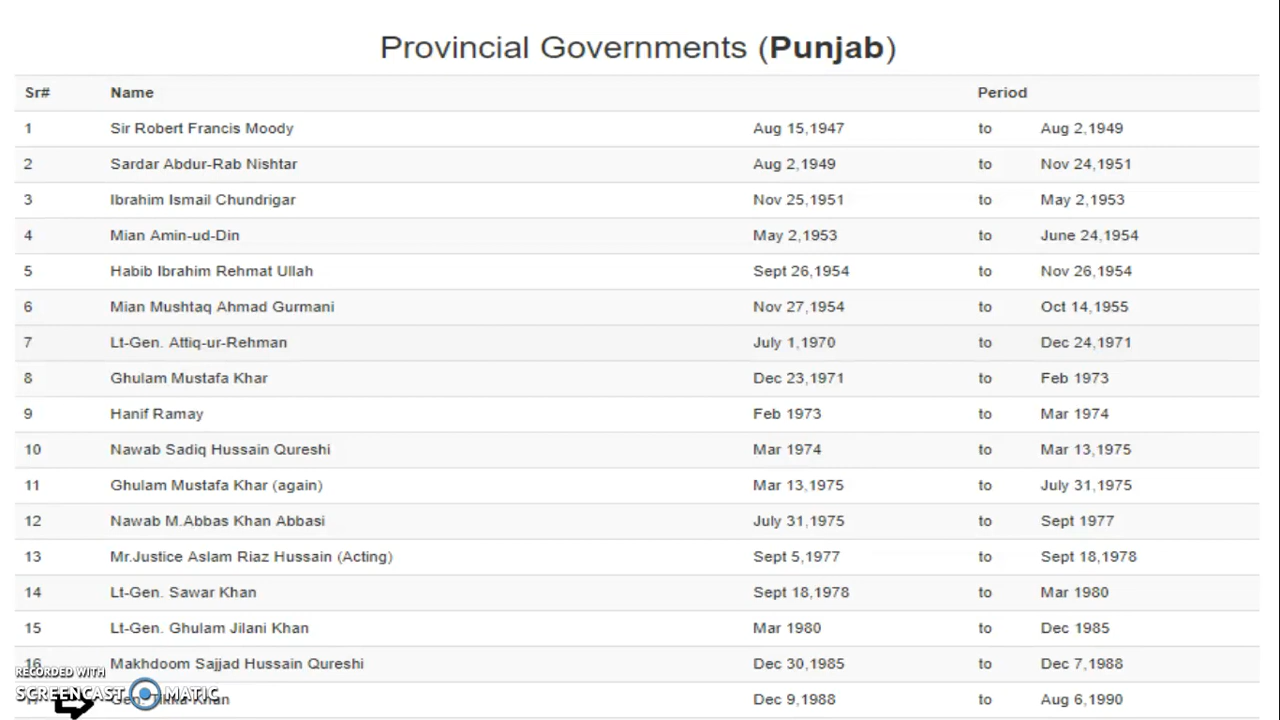 Provincial Governments (Punjab)
Sr# Name Period
1 Sir Robert Francis Moody Aug 15,1947 to Aug 2,1949
2 Sardar Abdur-Rab Nishtar Aug 2,1949 to Nov 24,1951
3 Ibrahim Ismail Chundrigar Nov 25,1951 to May 2,1953
4 Mian Amin-ud-Din May 2,1953 to June 24,1954
5 Habib Ibrahim Rehmat Ullah Sept 26,1954 to Nov 26,1954
6 Mian Mushtaq Ahmad Gurmani Nov 27,1954 to Oct 14,1955
7 Lt-Gen. Attiq-ur-Rehman July 1,1970 to Dec 24,1971
8 Ghulam Mustafa Khar Dec 23,1971 to Feb 1973
9 Hanif Ramay Feb 1973 to Mar 1974
10 Nawab Sadiq Hussain Qureshi Mar 1974 to Mar 13,1975
11 Ghulam Mustafa Khar (again) Mar 13,1975 to July 31,1975
12 Nawab M.Abbas Khan Abbasi July 31,1975 to Sept 1977
13 Mr.Justice Aslam Riaz Hussain (Acting) Sept 5,1977 to Sept 18,1978
14 Lt-Gen. Sawar Khan Sept 18,1978 to Mar 1980
15 Lt-Gen. Ghulam Jilani Khan Mar 1980 to Dec 1985
16 Makhdoom Sajjad Hussain Qureshi Dec 30,1985 to Dec 7,1988
RECORDED WITH
SCREENCAST MATIC
17 Gen. Tikka Khan Dec 9,1988 to Aug 6,1990